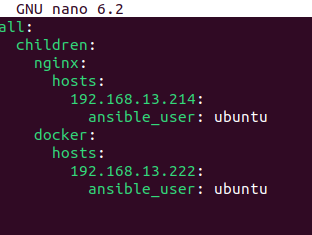 GNU nano 6.2
all:
  children:
    nginx:
      hosts:
        192.168.13.214:
          ansible_user: ubuntu
    docker:
      hosts:
        192.168.13.222:
          ansible_user: ubuntu